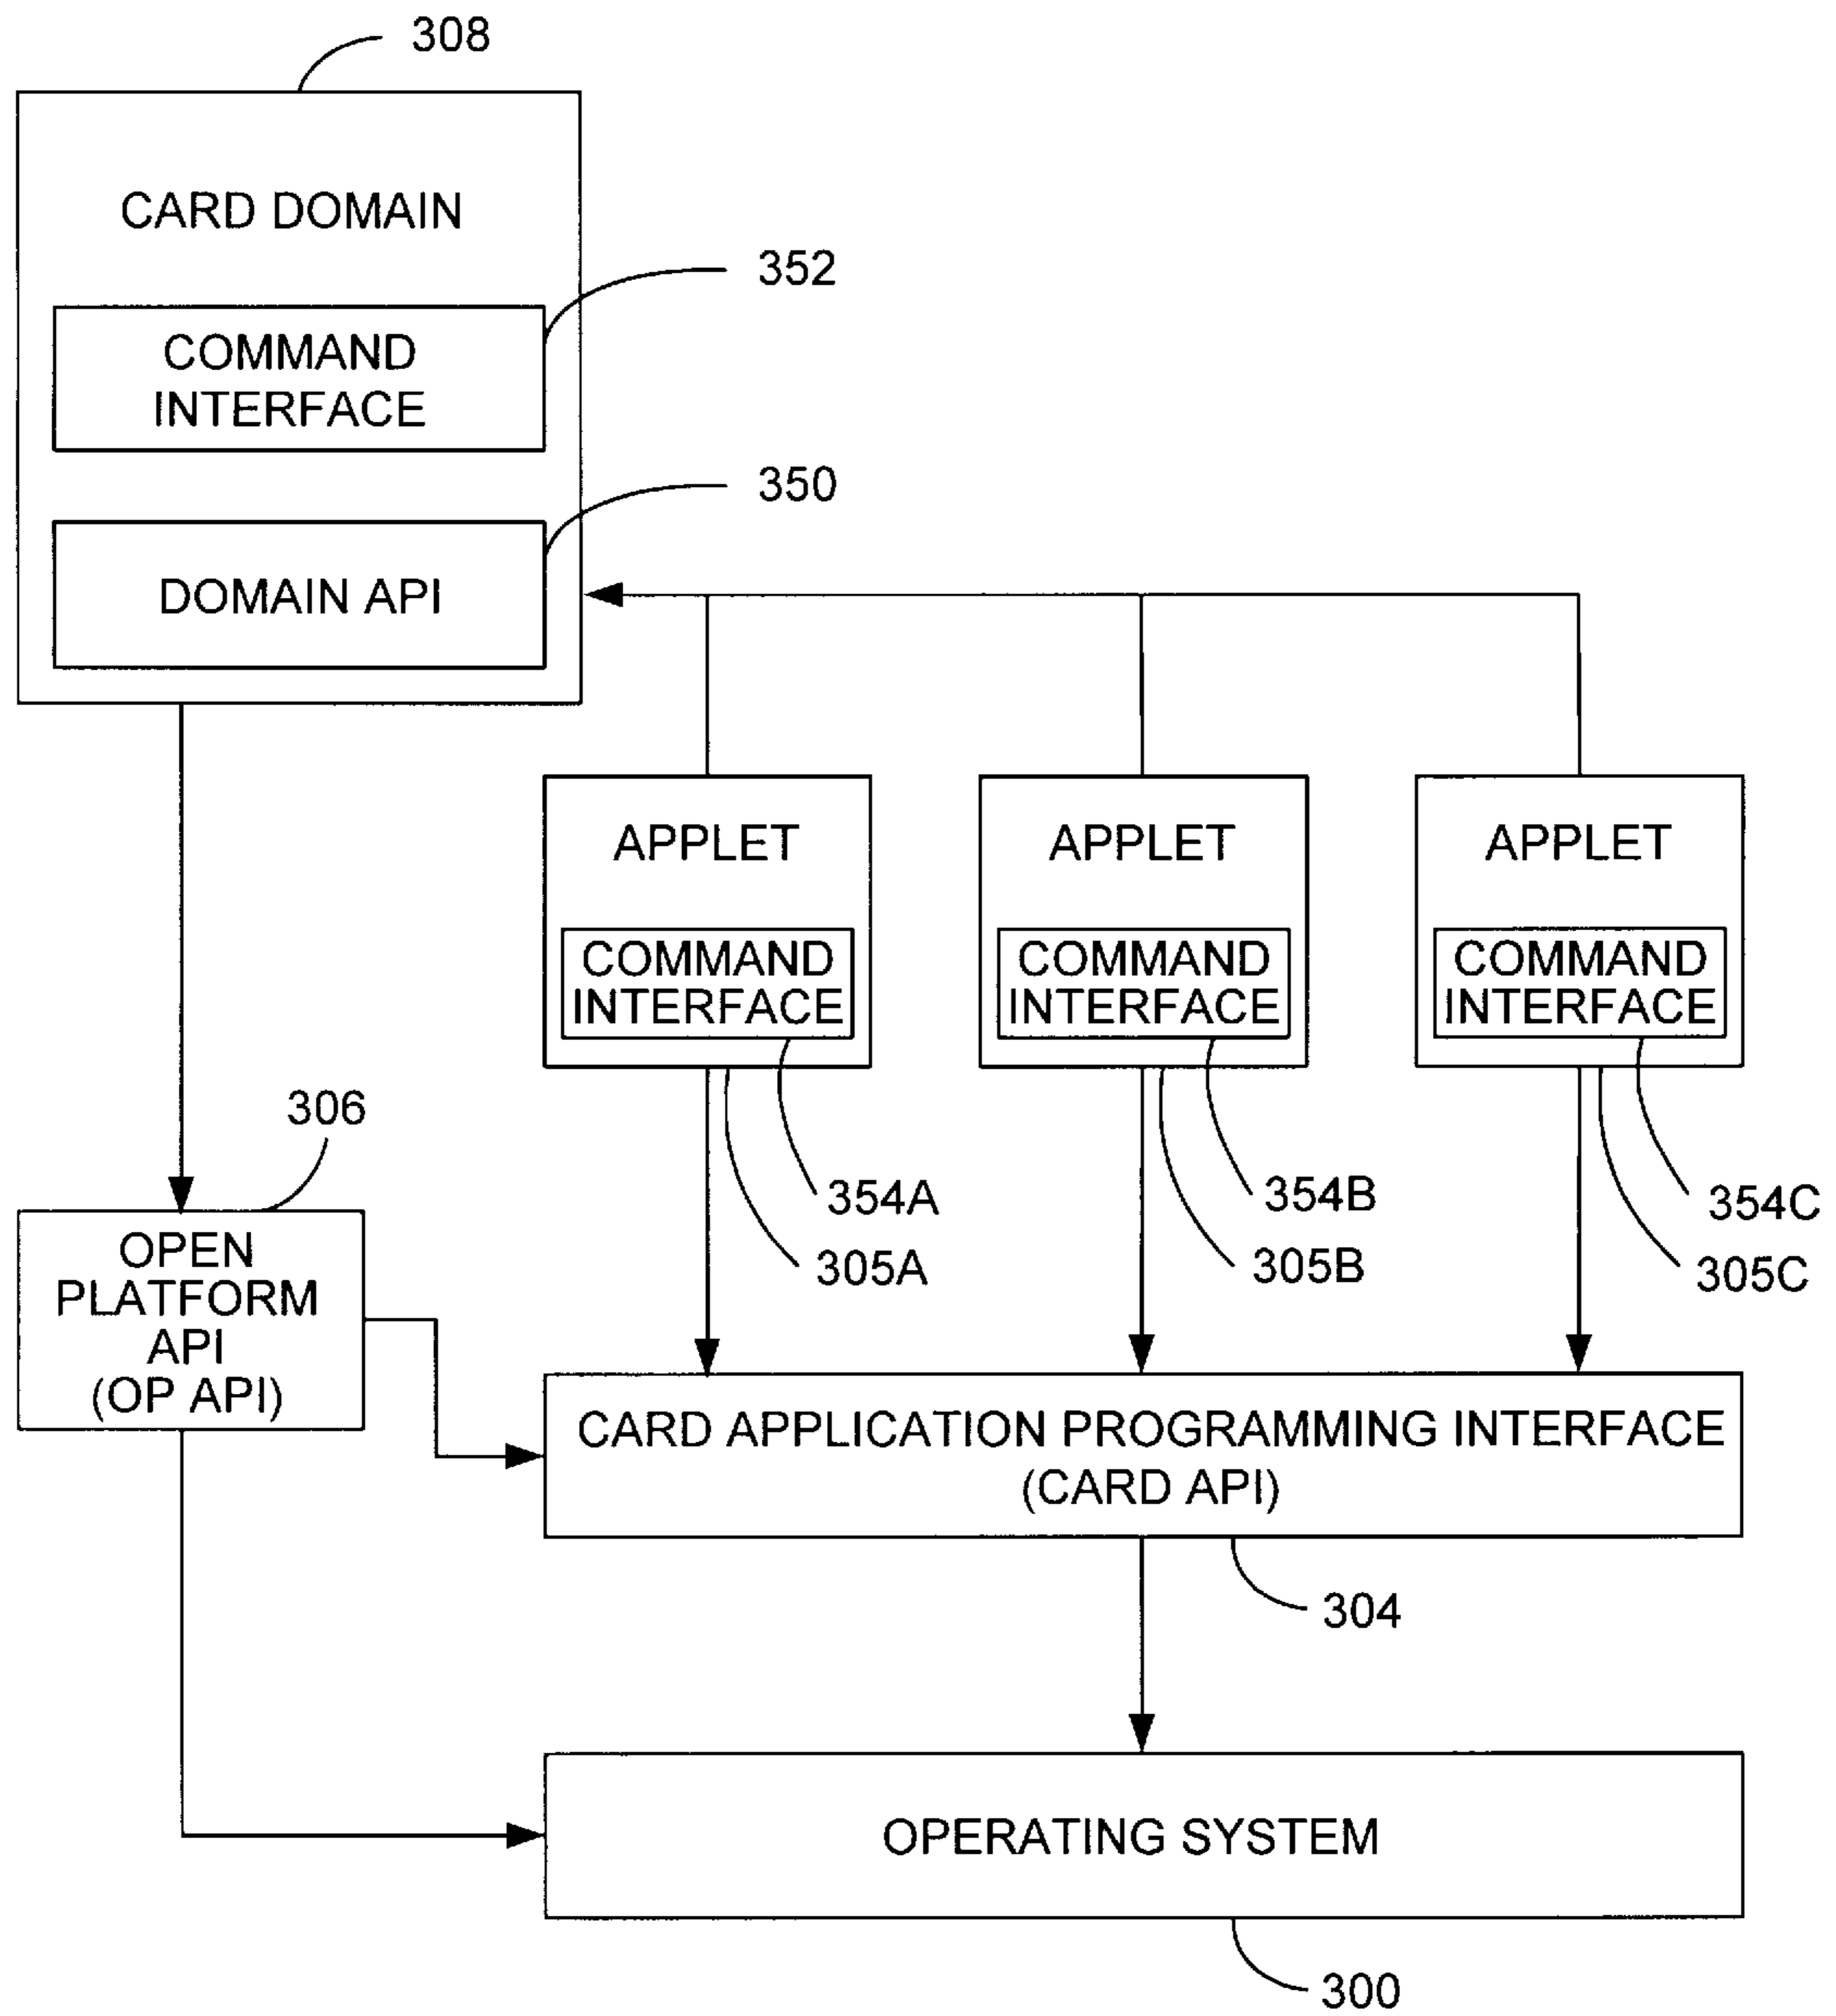 308
CARD DOMAIN
352
COMMAND
INTERFACE
350
DOMAIN API
APPLET
COMMAND
INTERFACE
APPLET
COMMAND
INTERFACE
APPLET
COMMAND
INTERFACE
354A
305A
354B
305B
354C
305C
306
OPEN
PLATFORM
API
(OP API)
CARD APPLICATION PROGRAMMING INTERFACE
(CARD API)
304
OPERATING SYSTEM
300